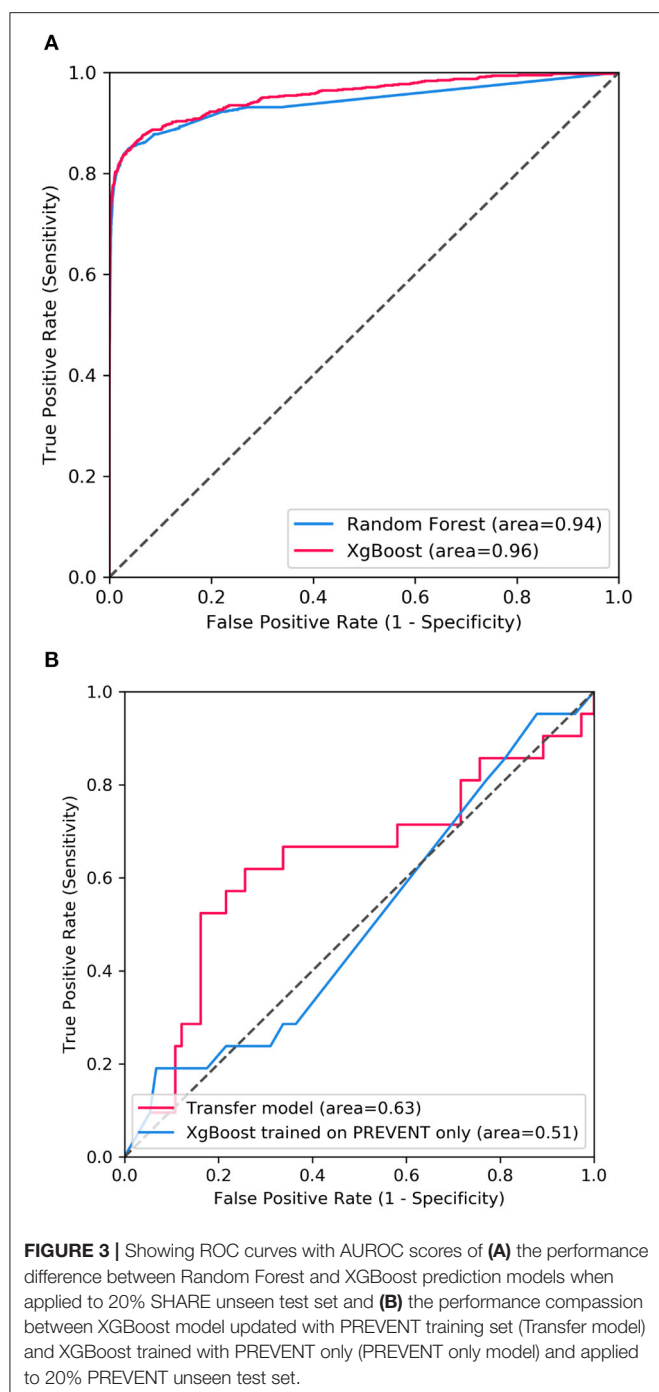 A
1.0
0.8
0.6
0.4
0.2
0.0
True Positive Rate (Sensitivity)
Random Forest (area=0.94)
XgBoost (area=0.96)
0.0 0.2 0.4 0.6 0.8 1.0
False Positive Rate (1 - Specificity)
B
1.0
0.8
0.6
0.4
0.2
0.0
True Positive Rate (Sensitivity)
Transfer model (area=0.63)
XgBoost trained on PREVENT only (area=0.51)
0.0 0.2 0.4 0.6 0.8 1.0
False Positive Rate (1 - Specificity)
FIGURE 3 | Showing ROC curves with AUROC scores of (A) the performance
difference between Random Forest and XGBoost prediction models when
applied to 20% SHARE unseen test set and (B) the performance compassion
between XGBoost model updated with PREVENT training set (Transfer model)
and XGBoost trained with PREVENT only (PREVENT only model) and applied
to 20% PREVENT unseen test set.